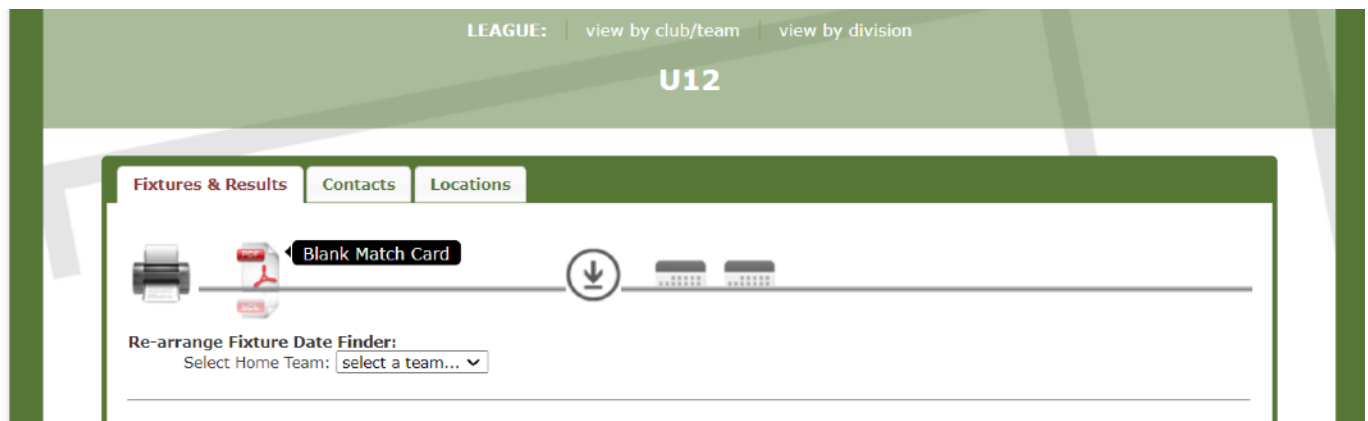 LEAGUE: view by club/team view by division
U12
Fixtures & Results Contacts Locations
PDF Blank Match Card
Re-arrange Fixture Date Finder:
Select Home Team: select a team...